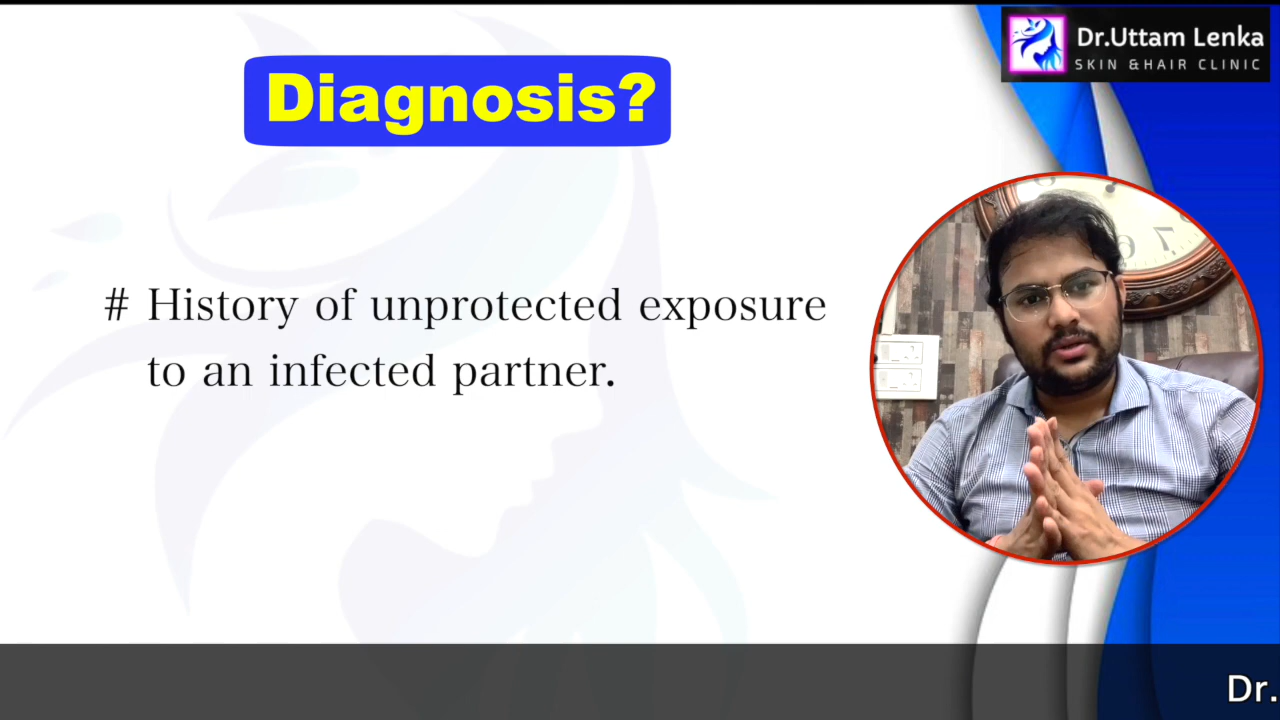 Dr.Uttam Lenka
SKIN & HAIR CLINIC
Diagnosis?
# History of unprotected exposure
to an infected partner.
Dr.